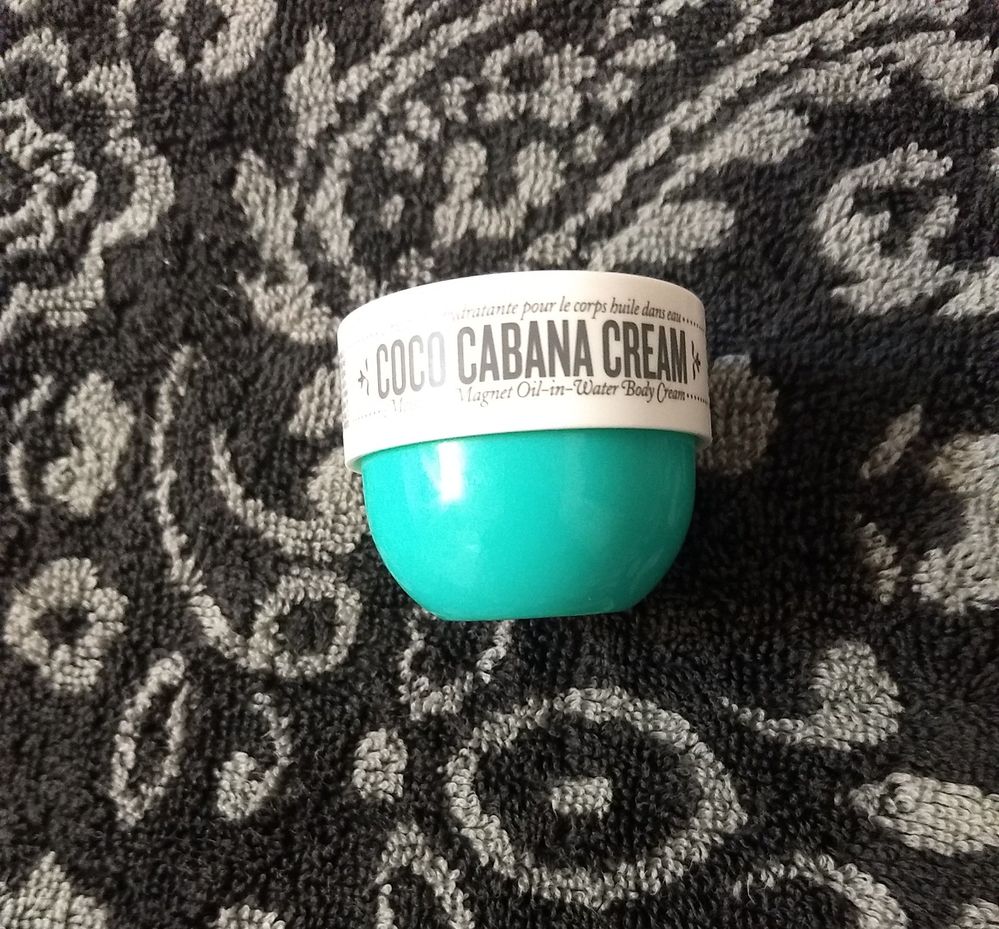 hydratante pour le corps huile dans eau
COCO CABANA CREAM
Magnet Oil-in-Water Body Cream